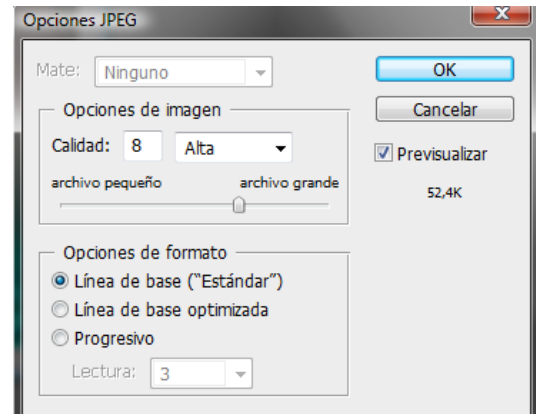 Opciones JPEG
Mate: Ninguno
OK
Opciones de imagen
Cancelar
Calidad: 8 Alta
Previsualizar
archivo pequeño archivo grande
52,4K
Opciones de formato
Línea de base ("Estándar")
Línea de base optimizada
Progresivo
Lectura: 3